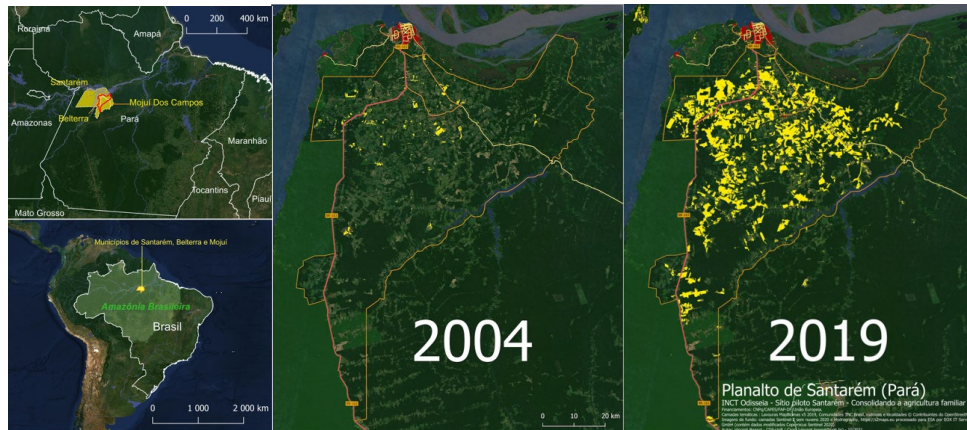 0 200 400 km
Roraima
Amapá
Santarém
Mojuí Dos Campos
Belterra
Amazonas
Pará
Maranhão
Tocantins
Piauí
Mato Grosso
Municípios de Santarém, Belterra e Mojuí
Amazônia Brasileira
Brasil
0 1 000 2 000 km
2004
0 20 km
2019
Planalto de Santarém (Pará)
INCT Odisseia - Sítio piloto Santarém - Consolidando a agricultura familiar